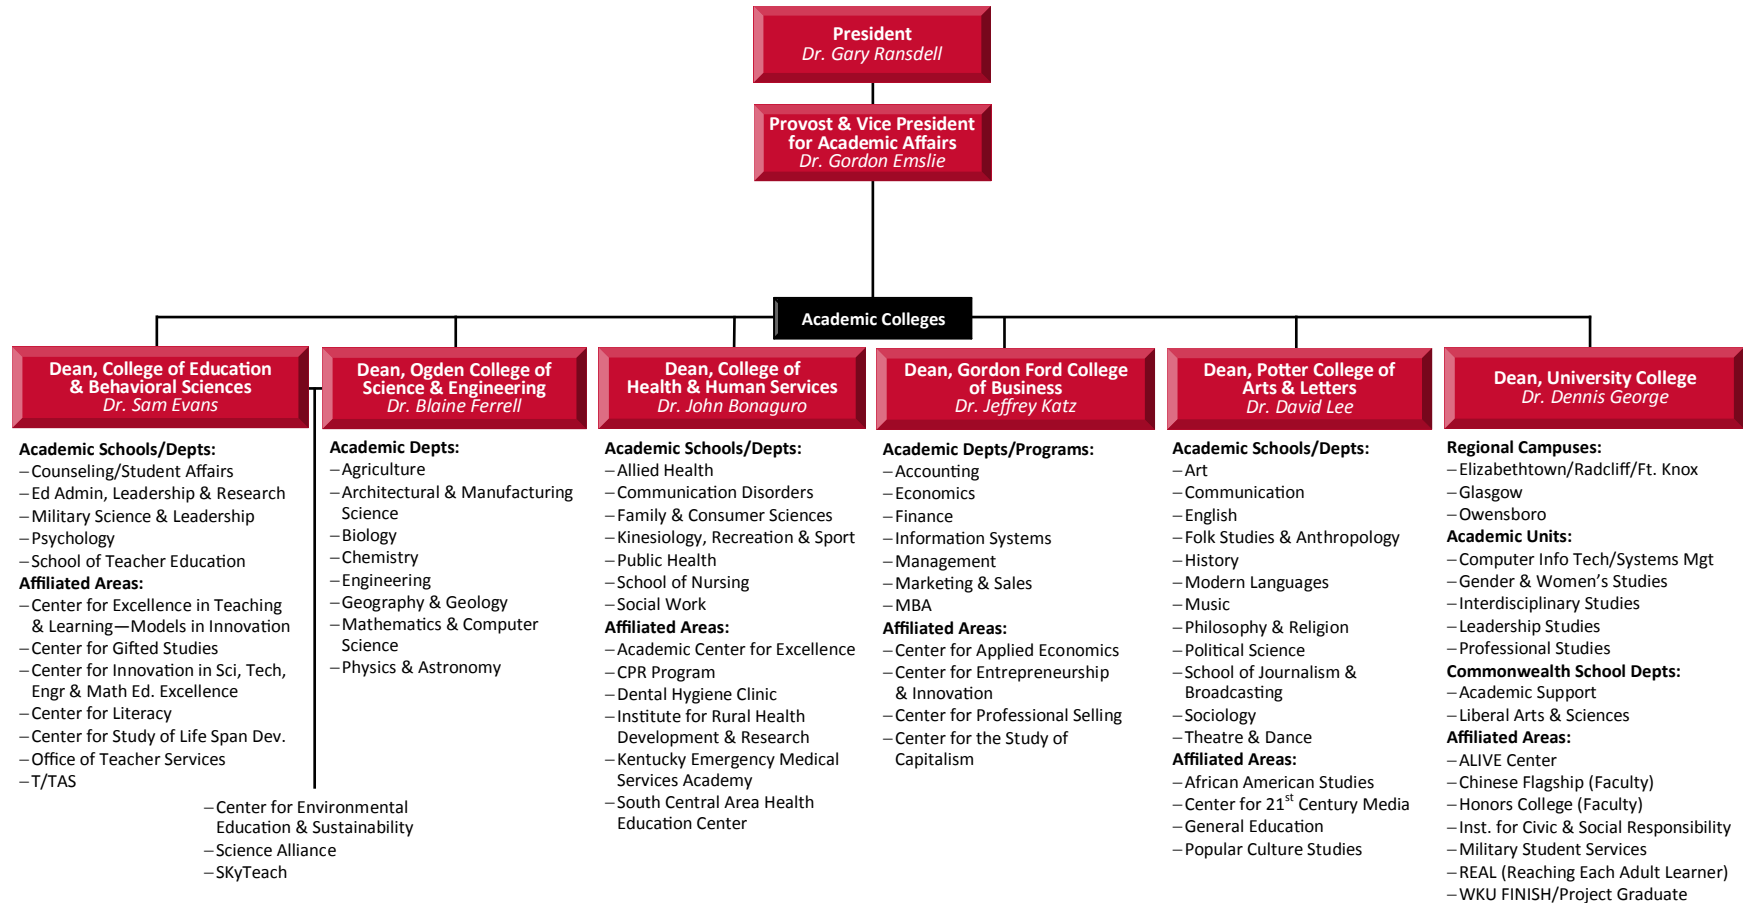 President
Dr. Gary Ransdell
Provost & Vice President
for Academic Affairs
Dr. Gordon Emslie
Academic Colleges
Dean, College of Education
& Behavioral Sciences
Dr. Sam Evans
Academic Schools/Depts:
–Counseling/Student Affairs
–Ed Admin, Leadership & Research
–Military Science & Leadership
–Psychology
–School of Teacher Education
Affiliated Areas:
–Center for Excellence in Teaching
& Learning—Models in Innovation
–Center for Gifted Studies
–Center for Innovation in Sci, Tech,
Engr & Math Ed. Excellence
–Center for Literacy
–Center for Study of Life Span Dev.
–Office of Teacher Services
–T/TAS
–Center for Environmental
Education & Sustainability
–Science Alliance
–SKyTeach
Dean, Ogden College of
Science & Engineering
Dr. Blaine Ferrell
Academic Depts:
–Agriculture
–Architectural & Manufacturing
Science
–Biology
–Chemistry
–Engineering
–Geography & Geology
–Mathematics & Computer
Science
–Physics & Astronomy
Dean, College of
Health & Human Services
Dr. John Bonaguro
Academic Schools/Depts:
–Allied Health
–Communication Disorders
–Family & Consumer Sciences
–Kinesiology, Recreation & Sport
–Public Health
–School of Nursing
–Social Work
Affiliated Areas:
–Academic Center for Excellence
–CPR Program
–Dental Hygiene Clinic
–Institute for Rural Health
Development & Research
–Kentucky Emergency Medical
Services Academy
–South Central Area Health
Education Center
Dean, Gordon Ford College
of Business
Dr. Jeffrey Katz
Academic Depts/Programs:
–Accounting
–Economics
–Finance
–Information Systems
–Management
–Marketing & Sales
–MBA
Affiliated Areas:
–Center for Applied Economics
–Center for Entrepreneurship
& Innovation
–Center for Professional Selling
–Center for the Study of
Capitalism
Dean, Potter College of
Arts & Letters
Dr. David Lee
Academic Schools/Depts:
–Art
–Communication
–English
–Folk Studies & Anthropology
–History
–Modern Languages
–Music
–Philosophy & Religion
–Political Science
–School of Journalism &
Broadcasting
–Sociology
–Theatre & Dance
Affiliated Areas:
–African American Studies
–Center for 21st Century Media
–General Education
–Popular Culture Studies
Dean, University College
Dr. Dennis George
Regional Campuses:
–Elizabethtown/Radcliff/Ft. Knox
–Glasgow
–Owensboro
Academic Units:
–Computer Info Tech/Systems Mgt
–Gender & Women’s Studies
–Interdisciplinary Studies
–Leadership Studies
–Professional Studies
Commonwealth School Depts:
–Academic Support
–Liberal Arts & Sciences
Affiliated Areas:
–ALIVE Center
–Chinese Flagship (Faculty)
–Honors College (Faculty)
–Inst. for Civic & Social Responsibility
–Military Student Services
–REAL (Reaching Each Adult Learner)
–WKU FINISH/Project Graduate